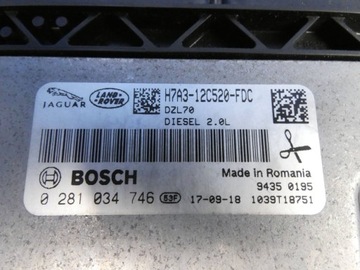 JAGUAR
LAND ROVER
H7A3-12C520-FDC
DZL70
DIESEL 2.0L
BOSCH
Made in Romania
9435 0195
0 281 034 746 53F 17-09-18 1039T18751